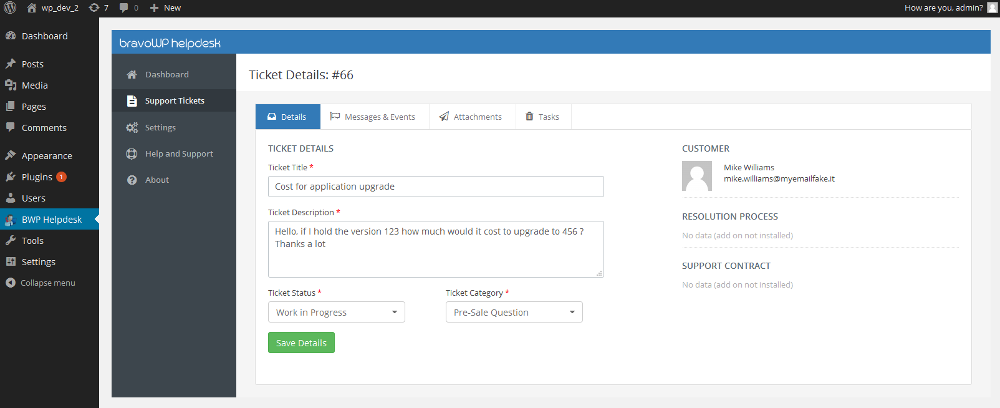 wp_dev_2 7 0 + New How are you, admin?
Dashboard
Posts
Media
Pages
Comments
Appearance
Plugins 1
Users
BWP Helpdesk
Tools
Settings
Collapse menu
bravoWP helpdesk
Dashboard
Support Tickets
Settings
Help and Support
About
Ticket Details: #66
Details Messages & Events Attachments Tasks
TICKET DETAILS
Ticket Title *
Cost for application upgrade
Ticket Description *
Hello, if I hold the version 123 how much would it cost to upgrade to 456 ?
Thanks a lot
Ticket Status * Ticket Category *
Work in Progress Pre-Sale Question
Save Details
CUSTOMER
Mike Williams
mike.williams@myemailfake.it
RESOLUTION PROCESS
No data (add on not installed)
SUPPORT CONTRACT
No data (add on not installed)